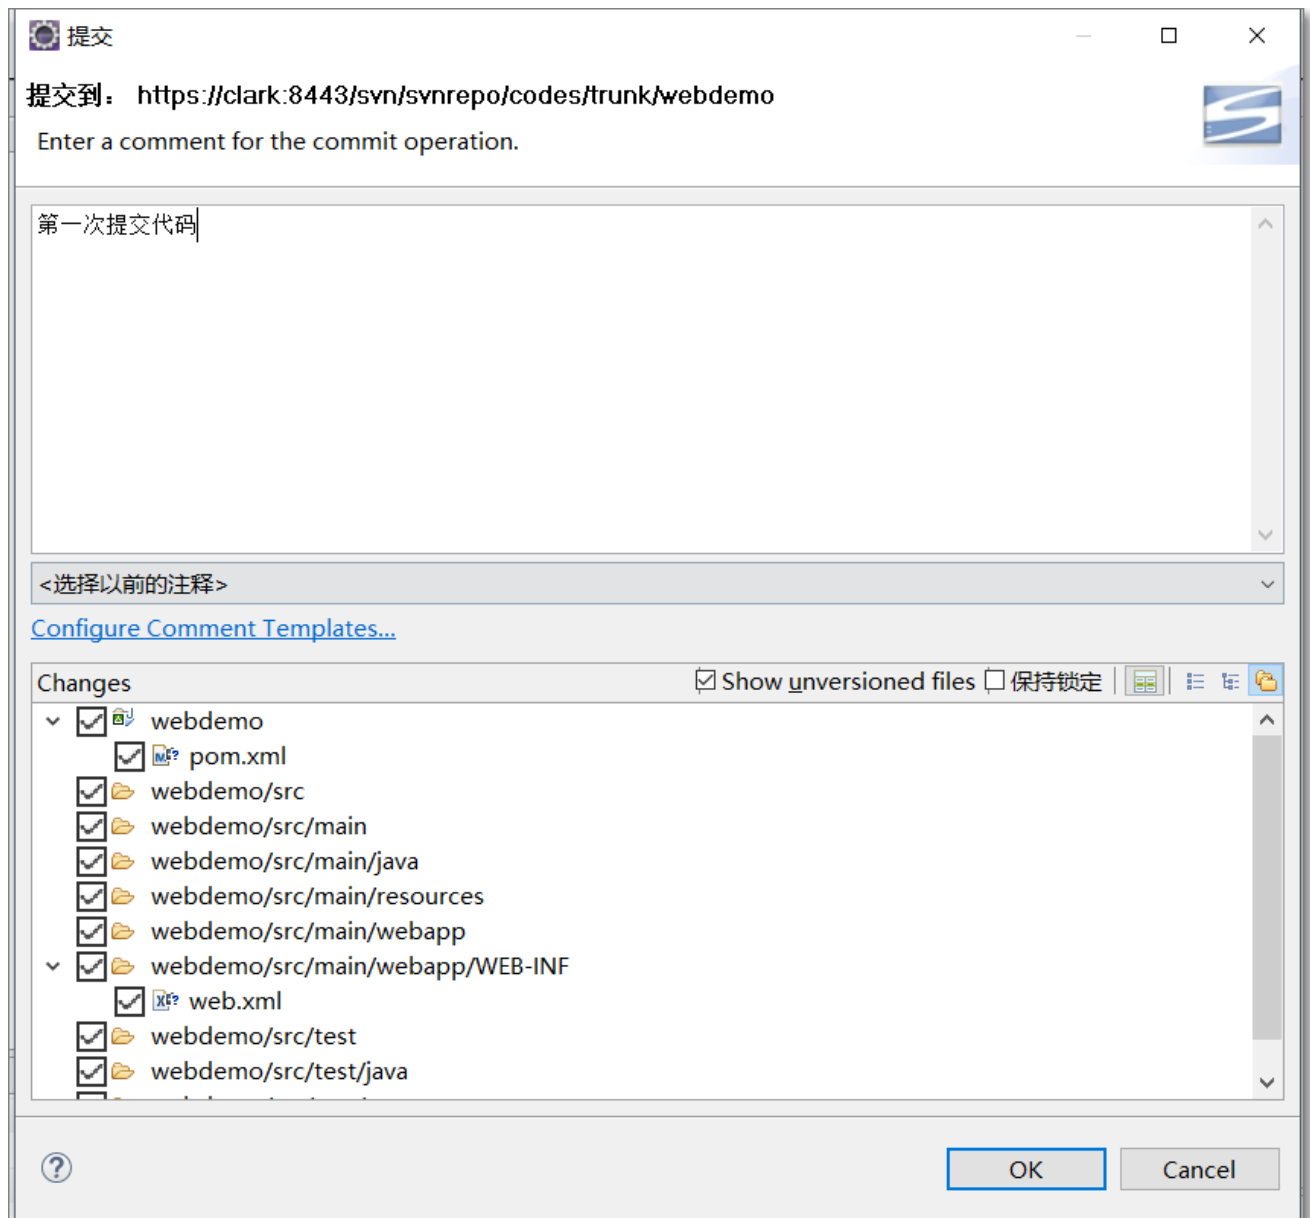 提交
提交到： https://clark:8443/svn/svnrepo/codes/trunk/webdemo
Enter a comment for the commit operation.
第一次提交代码
<选择以前的注释>
Configure Comment Templates...
Changes Show unversioned files 保持锁定
webdemo
pom.xml
webdemo/src
webdemo/src/main
webdemo/src/main/java
webdemo/src/main/resources
webdemo/src/main/webapp
webdemo/src/main/webapp/WEB-INF
web.xml
webdemo/src/test
webdemo/src/test/java
OK Cancel